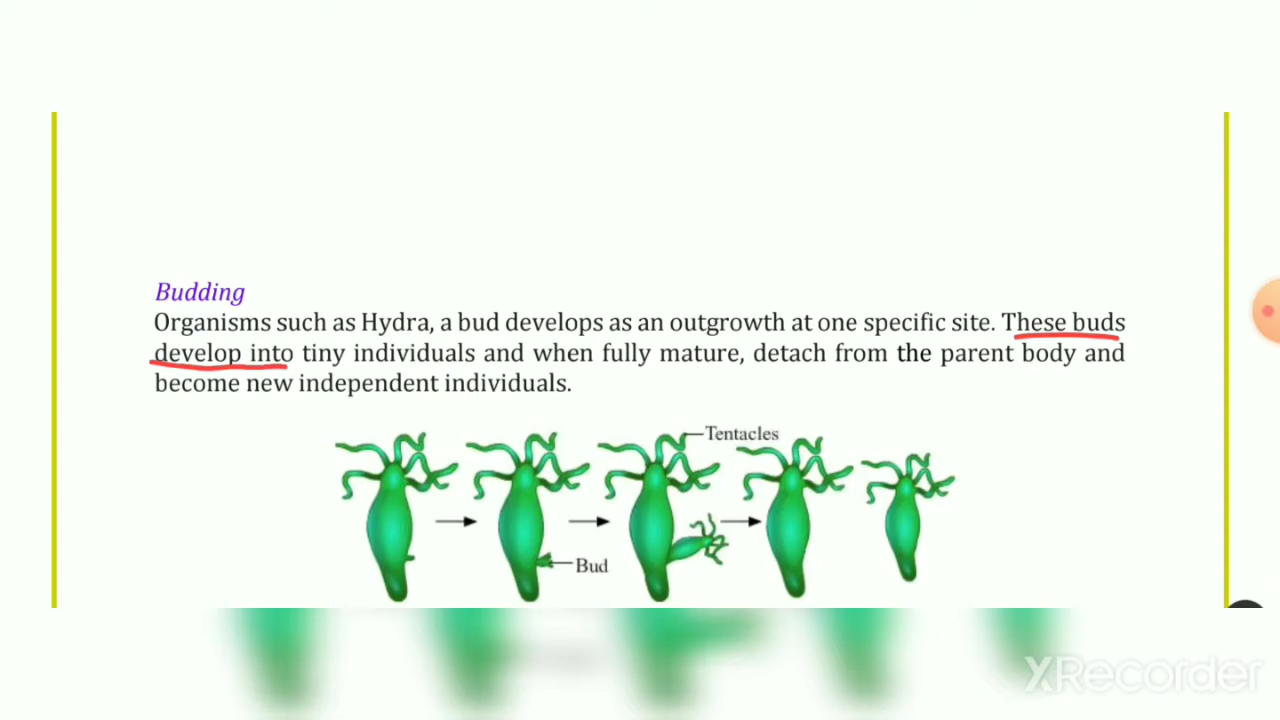 Budding
Organisms such as Hydra, a bud develops as an outgrowth at one specific site. These buds
develop into tiny individuals and when fully mature, detach from the parent body and
become new independent individuals.
Tentacles
Bud
XRecorder